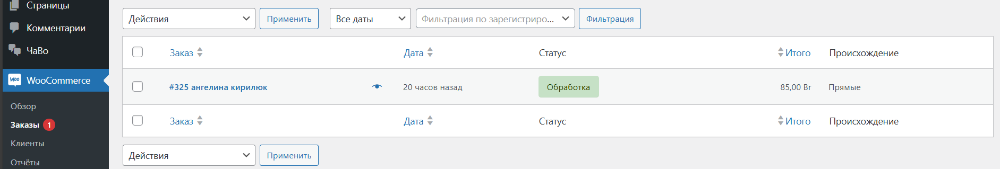 Страницы
Комментарии
ЧаВо
Woo WooCommerce
Обзор
Заказы 1
Клиенты
Отчёты
Действия Применить Все даты Фильтрация по зарегистриро... Фильтрация
Заказ Дата Статус Итого Происхождение
#325 ангелина кирилюк 20 часов назад Обработка 85,00 Br Прямые
Заказ Дата Статус Итого Происхождение
Действия Применить